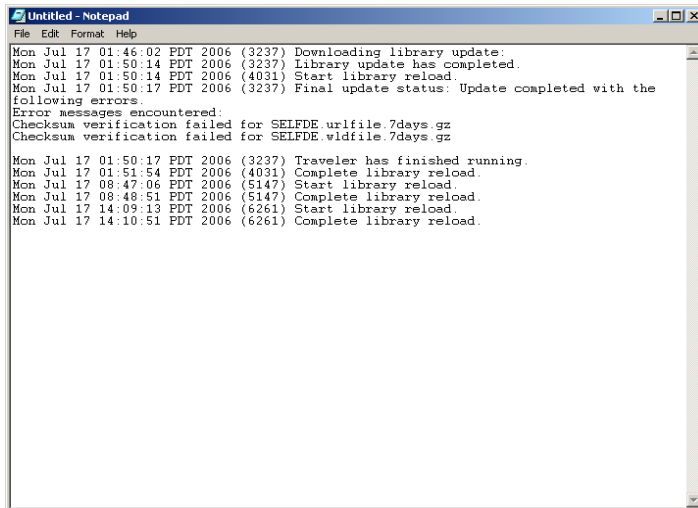 Untitled - Notepad
File Edit Format Help
Mon Jul 17 01:46:02 PDT 2006 (3237) Downloading library update:
Mon Jul 17 01:50:14 PDT 2006 (3237) Library update has completed.
Mon Jul 17 01:50:14 PDT 2006 (4031) Start library reload.
Mon Jul 17 01:50:17 PDT 2006 (3237) Final update status: Update completed with the
following errors.
Error messages encountered:
Checksum verification failed for SELFDE.urlfile.7days.gz
Checksum verification failed for SELFDE.wldfile.7days.gz
Mon Jul 17 01:50:17 PDT 2006 (3237) Traveler has finished running.
Mon Jul 17 01:51:54 PDT 2006 (4031) Complete library reload.
Mon Jul 17 08:47:06 PDT 2006 (5147) Start library reload.
Mon Jul 17 08:48:51 PDT 2006 (5147) Complete library reload.
Mon Jul 17 14:09:13 PDT 2006 (6261) Start library reload.
Mon Jul 17 14:10:51 PDT 2006 (6261) Complete library reload.